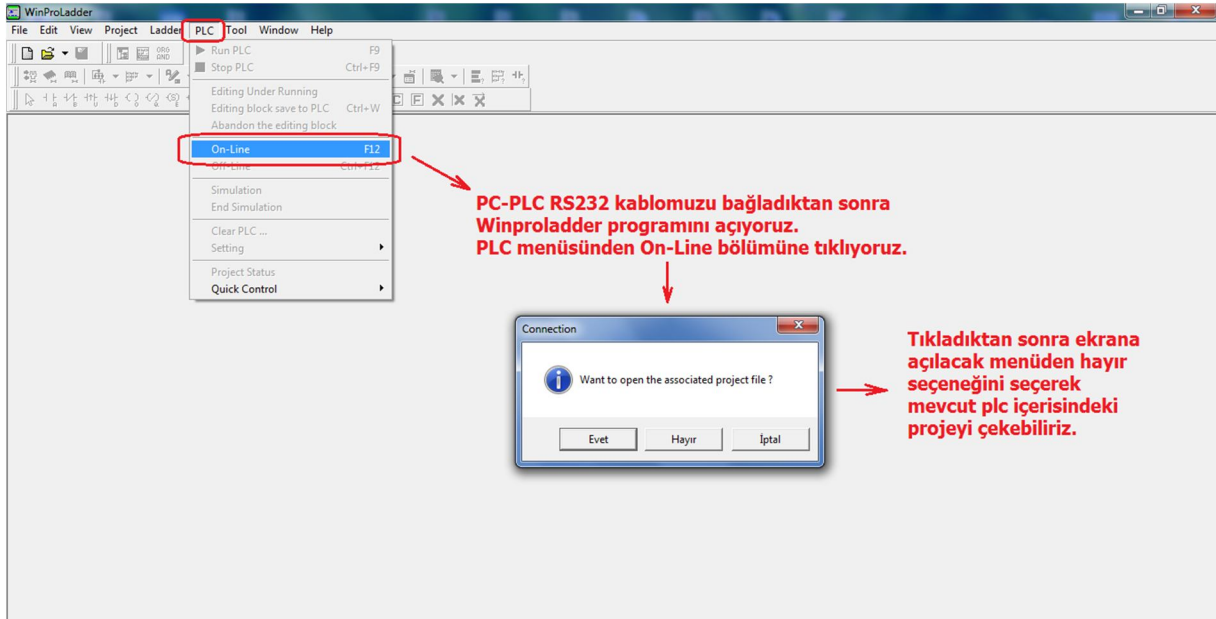 WinProLadder
File Edit View Project Ladder PLC Tool Window Help
Run PLC F9
Stop PLC Ctrl+F9
Editing Under Running
Editing block save to PLC Ctrl+W
Abandon the editing block
On-Line F12
Off-Line Ctrl+F12
Simulation
End Simulation
Clear PLC ...
Setting
Project Status
Quick Control
PC-PLC RS232 kablomuzu bağladıktan sonra
Winproladder programını açıyoruz.
PLC menüsünden On-Line bölümüne tıklıyoruz.
Connection
Want to open the associated project file ?
Evet Hayır İptal
Tıkladıktan sonra ekrana
açılacak menüden hayır
seçeneğini seçerek
mevcut plc içerisindeki
projeyi çekebiliriz.